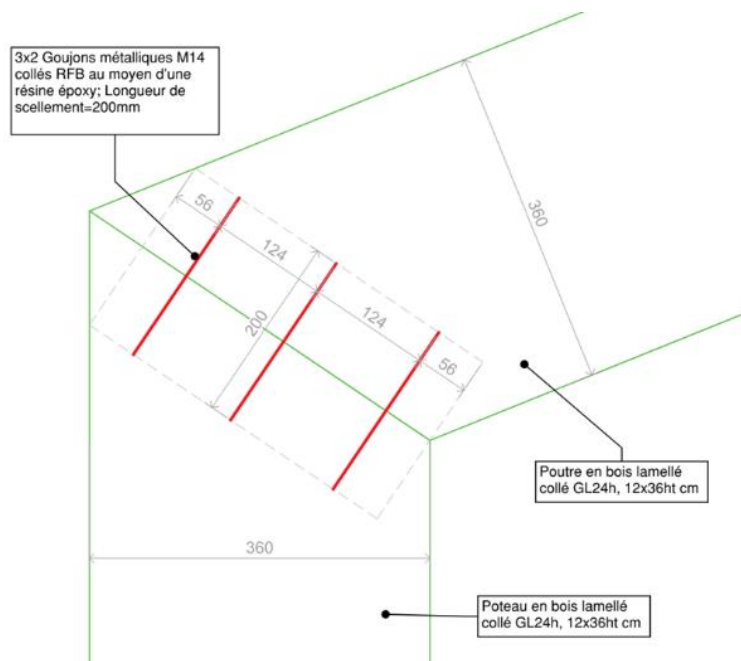 3x2 Goujons métalliques M14
collés RFB au moyen d'une
résine époxy; Longueur de
scellement=200mm
56
124
360
200
124
56
Poutre en bois lamellé
collé GL24h, 12x36ht cm
360
Poteau en bois lamellé
collé GL24h, 12x36ht cm